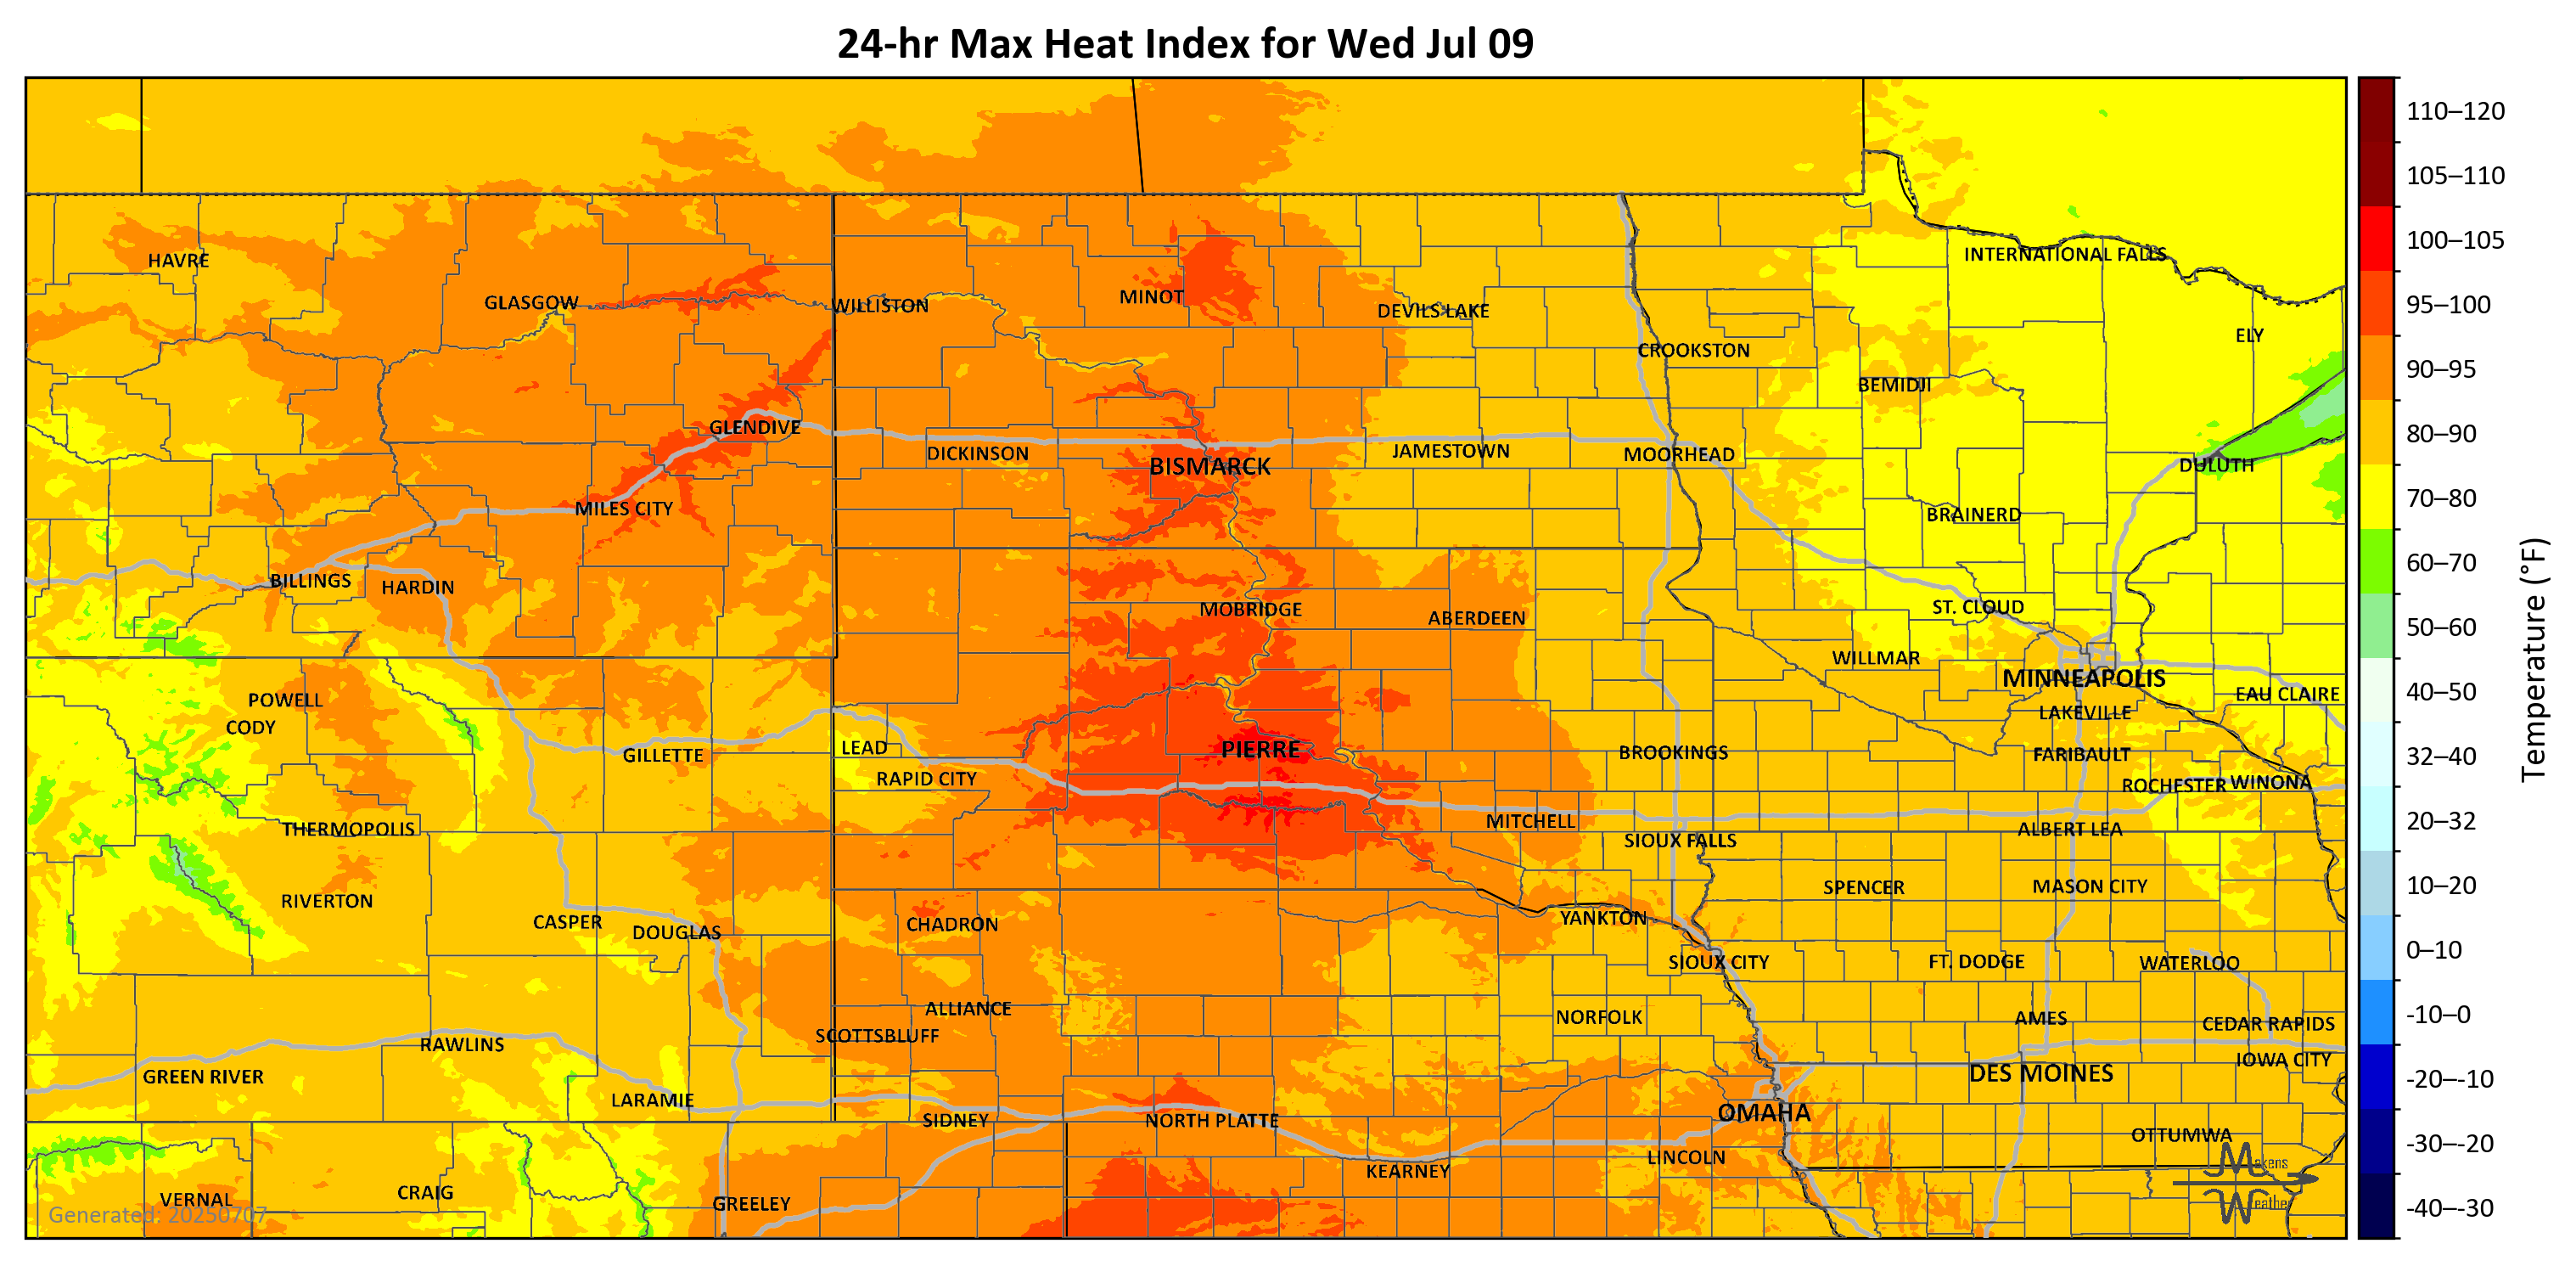 24-hr Max Heat Index for Wed Jul 09
HAVRE
INTERNATIONAL FALLS
GLASGOW
WILLISTON
MINOT
DEVILS LAKE
ELY
CROOKSTON
BEMIDJI
GLENDIVE
DICKINSON
BISMARCK
JAMESTOWN
MOORHEAD
DULUTH
MILES CITY
BRAINERD
BILLINGS
HARDIN
MOBRIDGE
ABERDEEN
ST. CLOUD
WILLMAR
MINNEAPOLIS
EAU CLAIRE
POWELL
CODY
LAKEVILLE
GILLETTE
LEAD
PIERRE
BROOKINGS
FARIBAULT
RAPID CITY
ROCHESTER
WINONA
THERMOPOLIS
MITCHELL
SIOUX FALLS
ALBERT LEA
RIVERTON
SPENCER
MASON CITY
CASPER
DOUGLAS
CHADRON
YANKTON
SIOUX CITY
FT. DODGE
WATERLOO
ALLIANCE
NORFOLK
AMES
CEDAR RAPIDS
SCOTTSBLUFF
RAWLINS
IOWA CITY
GREEN RIVER
DES MOINES
LARAMIE
SIDNEY
NORTH PLATTE
OMAHA
OTTUMWA
LINCOLN
KEARNEY
VERNAL
CRAIG
GREELEY
Generated: 20250707
Makens
Weather
110–120
105–110
100–105
95–100
90–95
80–90
70–80
60–70
50–60
40–50
32–40
20–32
10–20
0–10
-10–0
-20–-10
-30–-20
-40–-30
Temperature (°F)